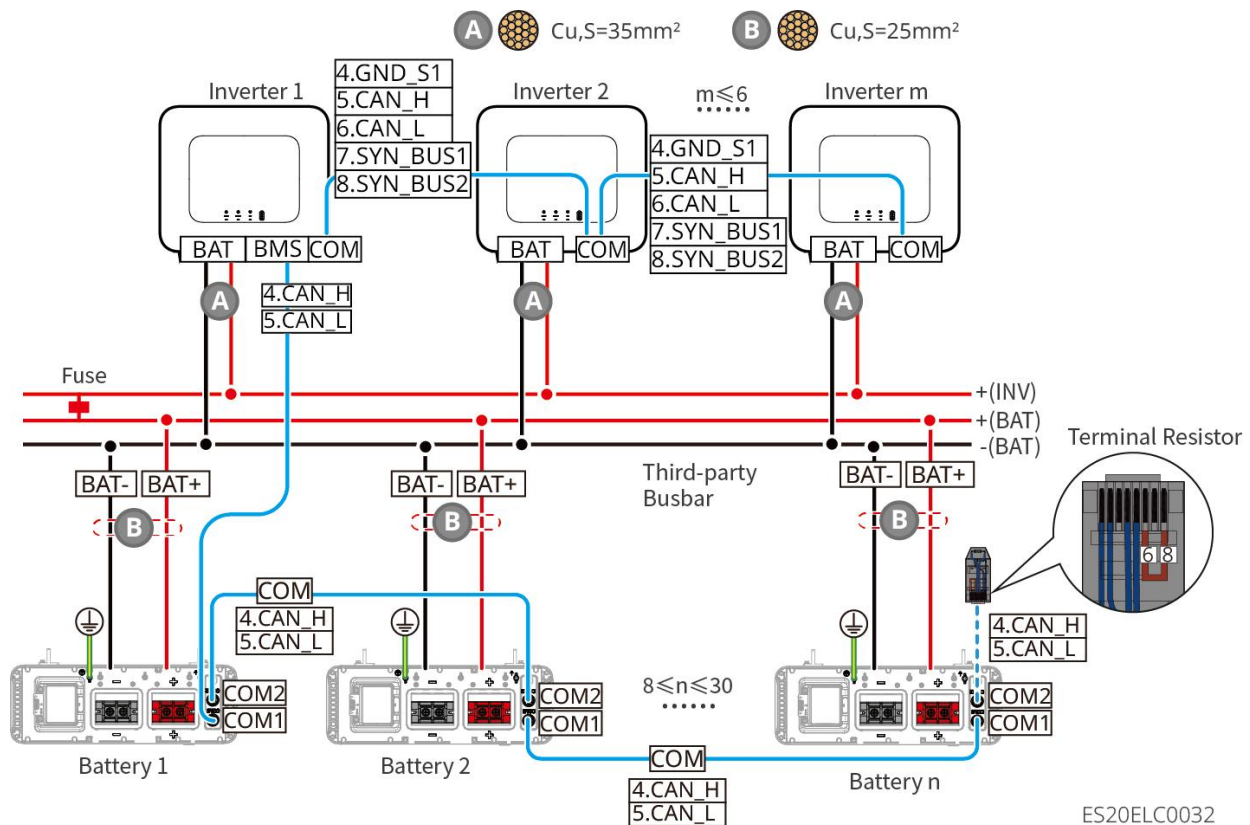 A Cu,S=35mm²
B Cu,S=25mm²
Inverter 1
4.GND_S1
5.CAN_H
6.CAN_L
7.SYN_BUS1
8.SYN_BUS2
Inverter 2
m≤6
Inverter m
4.GND_S1
5.CAN_H
6.CAN_L
7.SYN_BUS1
8.SYN_BUS2
BAT BMS COM
BAT COM
BAT COM
A
4.CAN_H
5.CAN_L
A
A
Fuse
+(INV)
+(BAT)
-(BAT)
Third-party
Busbar
Terminal Resistor
6 8
BAT- BAT+
B
BAT- BAT+
B
BAT- BAT+
B
COM
4.CAN_H
5.CAN_L
4.CAN_H
5.CAN_L
- +
COM2
COM1
- +
COM2
COM1
8≤n≤30
- +
COM2
COM1
Battery 1
Battery 2
COM
4.CAN_H
5.CAN_L
Battery n
ES20ELC0032